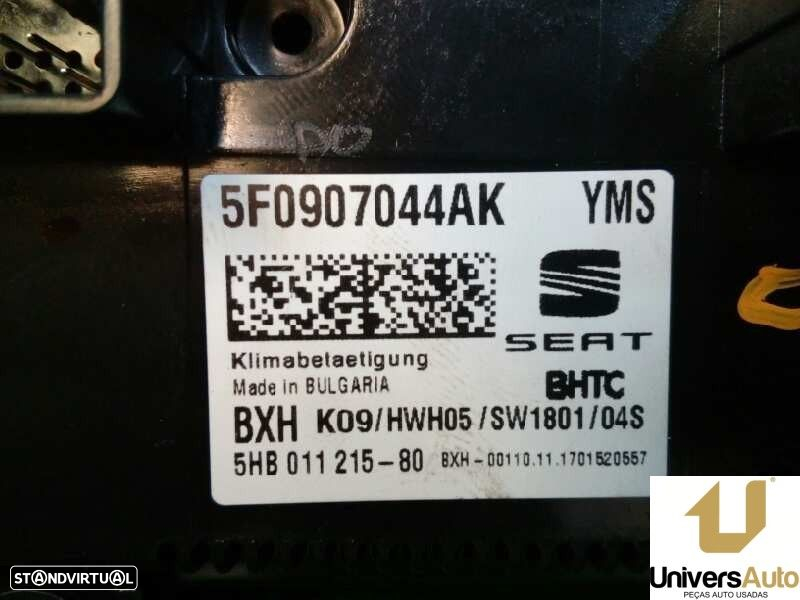 5F0907044AK YMS
SEAT
Klimabetaetigung
Made in BULGARIA
BHTC
BXH K09/HWH05/SW1801/04S
5HB 011 215-80 BXH-00110.11.1701520557
STANDVIRTUAL
UniversAuto
PEÇAS AUTO USADAS